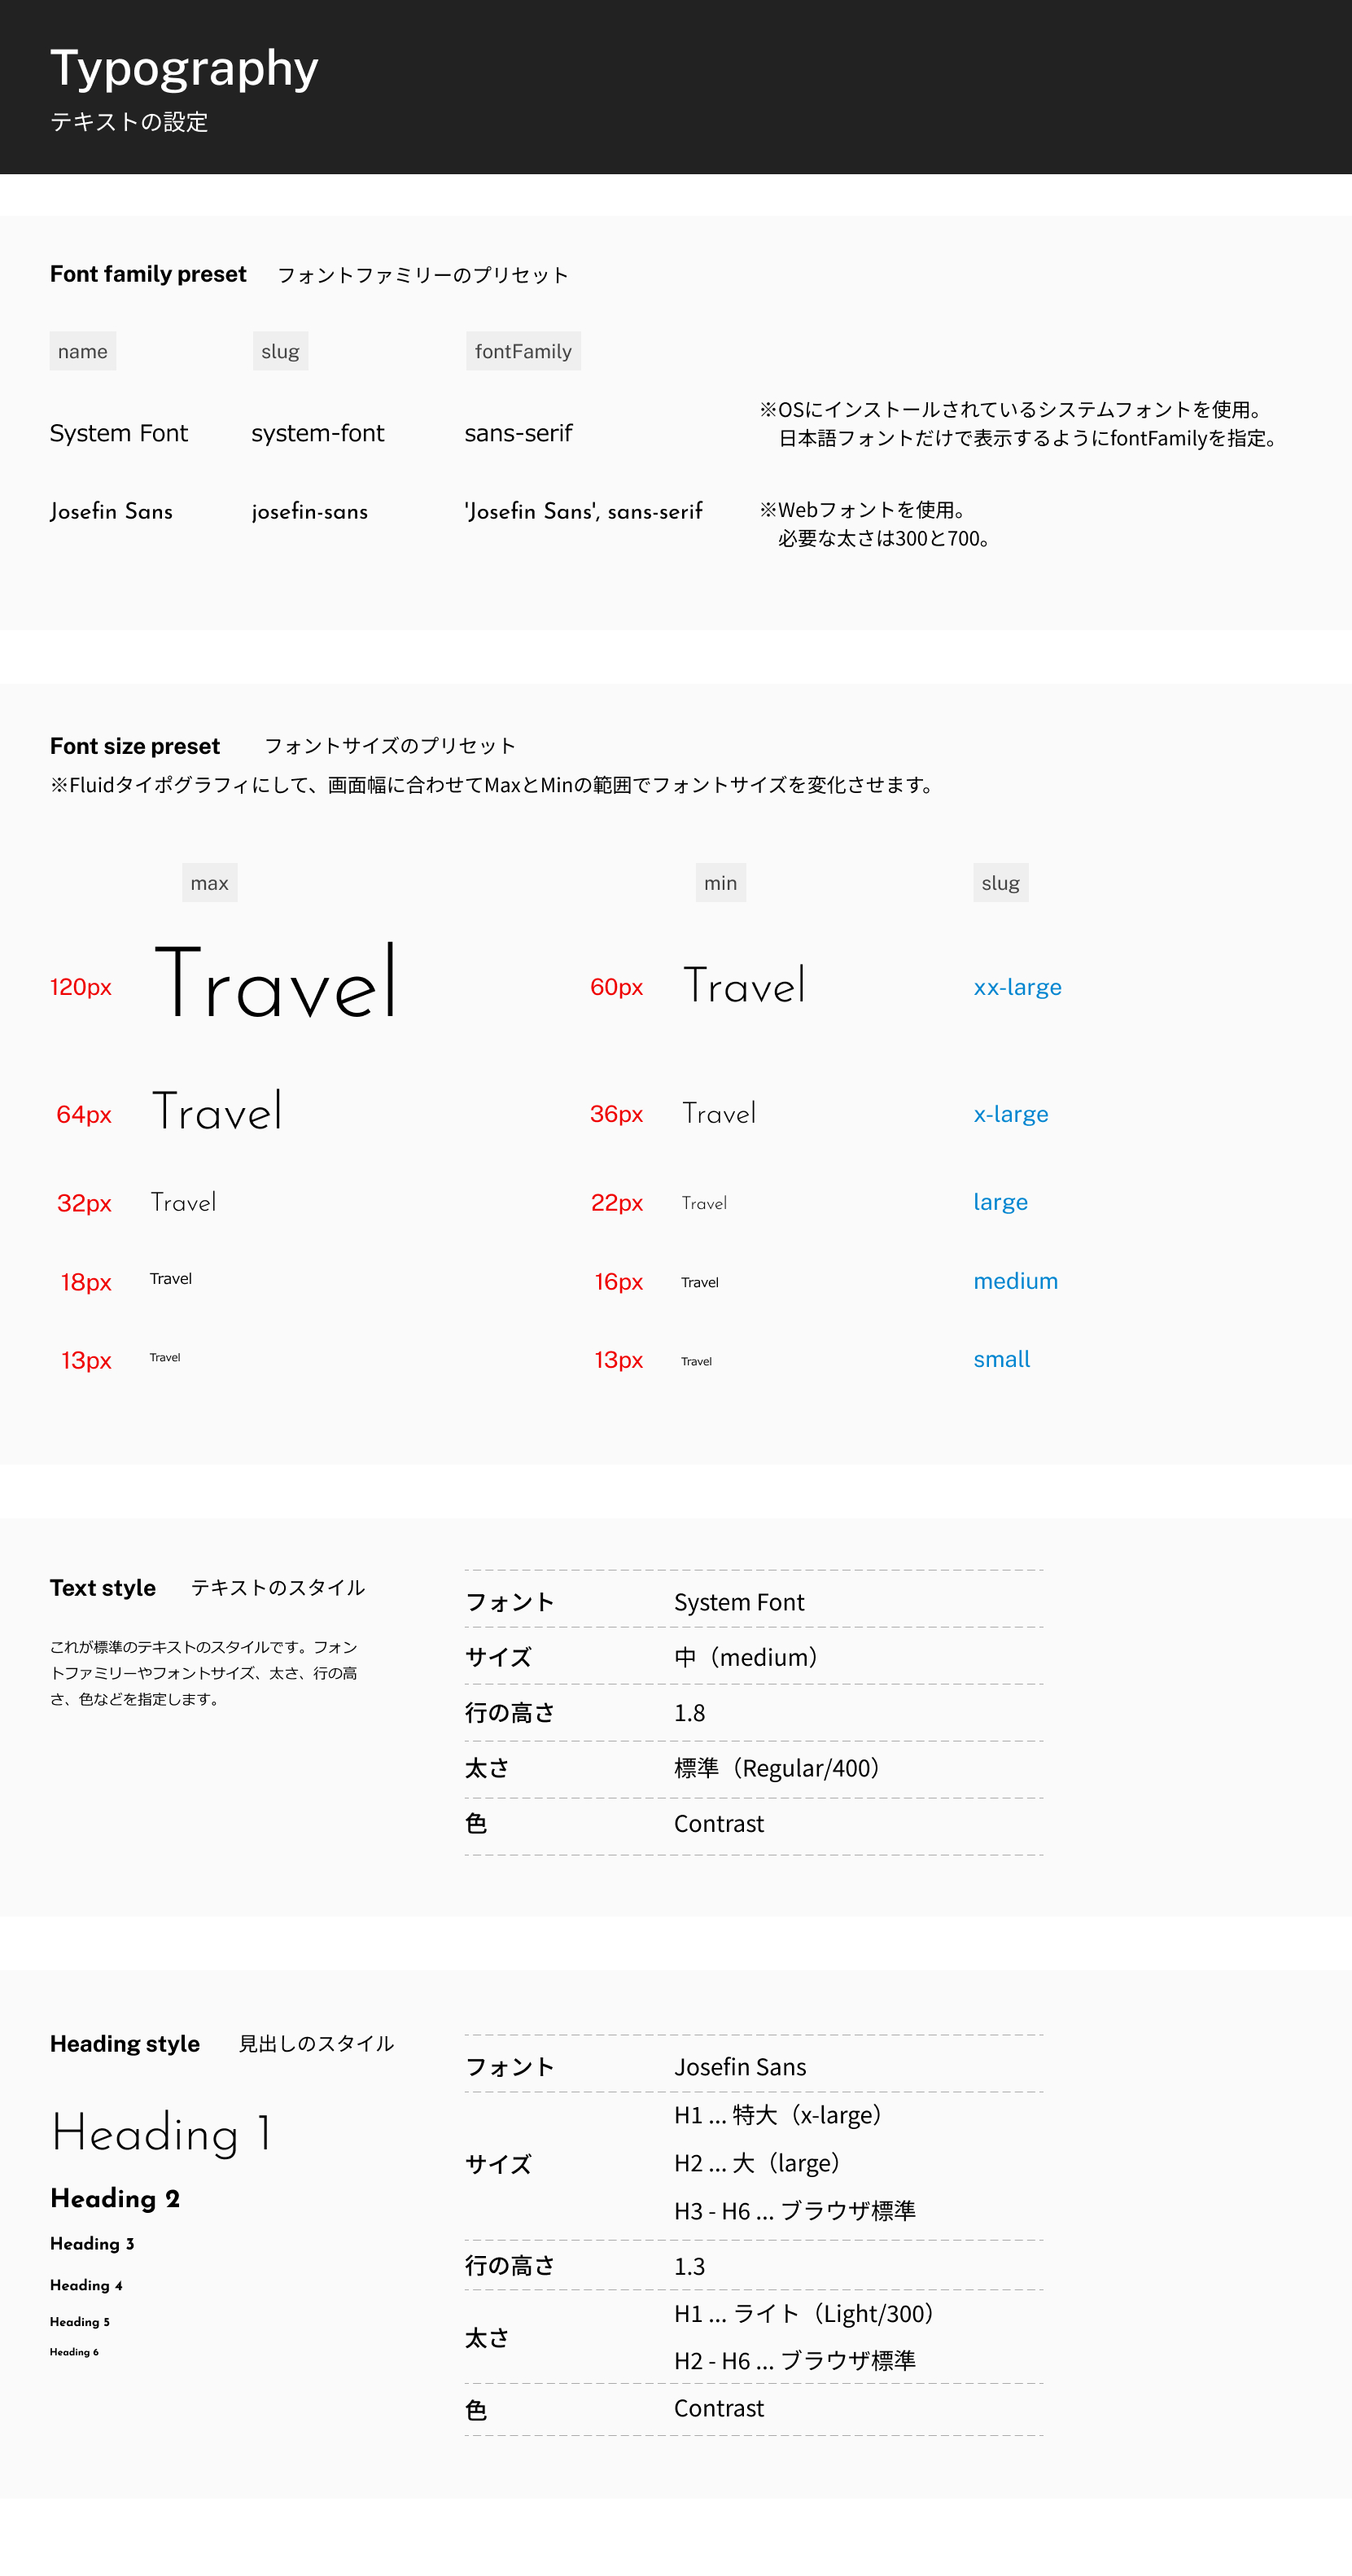 Typography
テキストの設定
Font family preset フォントファミリーのプリセット
name slug fontFamily
System Font system-font sans-serif ※OSにインストールされているシステムフォントを使用。
日本語フォントだけで表示するようにfontFamilyを指定。
Josefin Sans josefin-sans 'Josefin Sans', sans-serif ※Webフォントを使用。
必要な太さは300と700。
Font size preset フォントサイズのプリセット
※Fluidタイポグラフィにして、画面幅に合わせてMaxとMinの範囲でフォントサイズを変化させます。
max min slug
120px Travel 60px Travel xx-large
64px Travel 36px Travel x-large
32px Travel 22px Travel large
18px Travel 16px Travel medium
13px Travel 13px Travel small
Text style テキストのスタイル
これが標準のテキストのスタイルです。フォン
トファミリーやフォントサイズ、太さ、行の高
さ、色などを指定します。
フォント System Font
サイズ 中（medium）
行の高さ 1.8
太さ 標準（Regular/400）
色 Contrast
Heading style 見出しのスタイル
Heading 1
Heading 2
Heading 3
Heading 4
Heading 5
Heading 6
フォント Josefin Sans
サイズ
H1 ... 特大（x-large）
H2 ... 大（large）
H3 - H6 ... ブラウザ標準
行の高さ 1.3
太さ
H1 ... ライト（Light/300）
H2 - H6 ... ブラウザ標準
色 Contrast